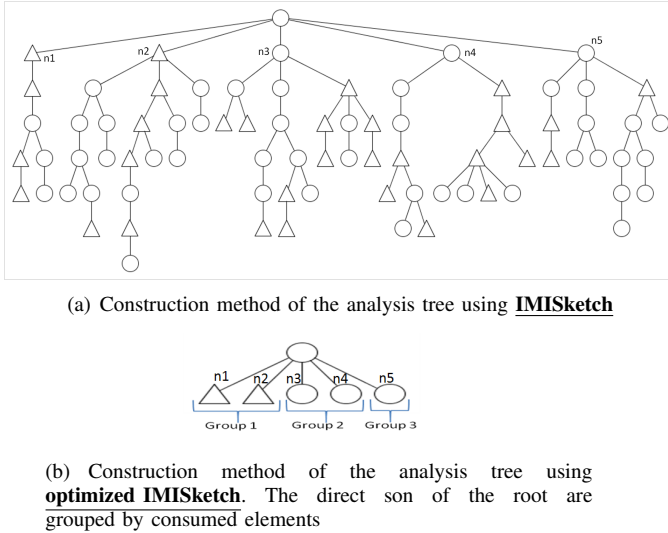 n1
n2
n3
n4
n5
(a) Construction method of the analysis tree using IMISketch
n1
n2
n3
n4
n5
Group 1
Group 2
Group 3
(b) Construction method of the analysis tree using
optimized IMISketch. The direct son of the root are
grouped by consumed elements